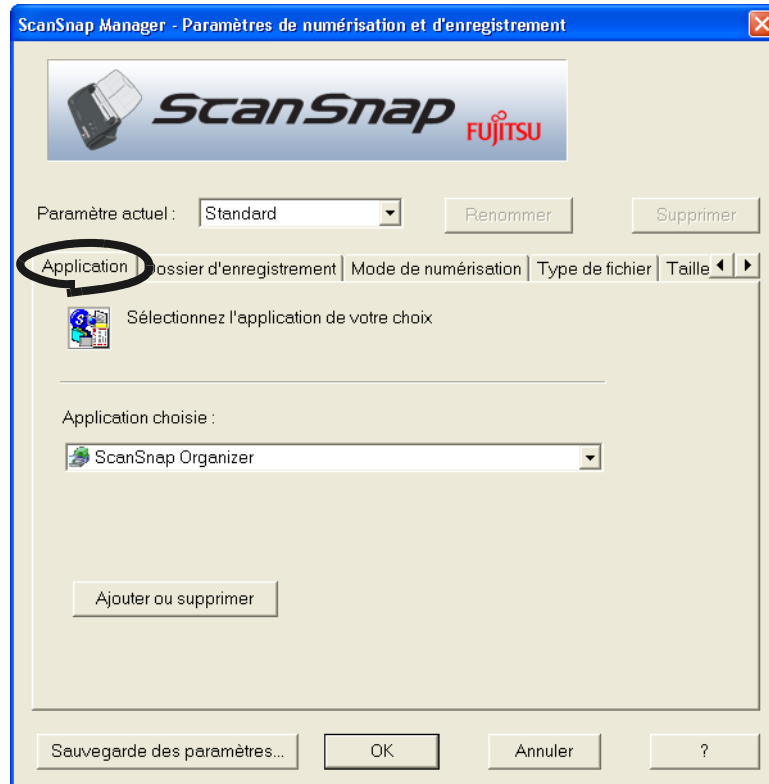 ScanSnap Manager - Paramètres de numérisation et d'enregistrement
ScanSnap
FUJITSU
Paramètre actuel : Standard Renommer Supprimer
Application Dossier d'enregistrement Mode de numérisation Type de fichier Taille
Sélectionnez l'application de votre choix
Application choisie :
ScanSnap Organizer
Ajouter ou supprimer
Sauvegarde des paramètres... OK Annuler ?